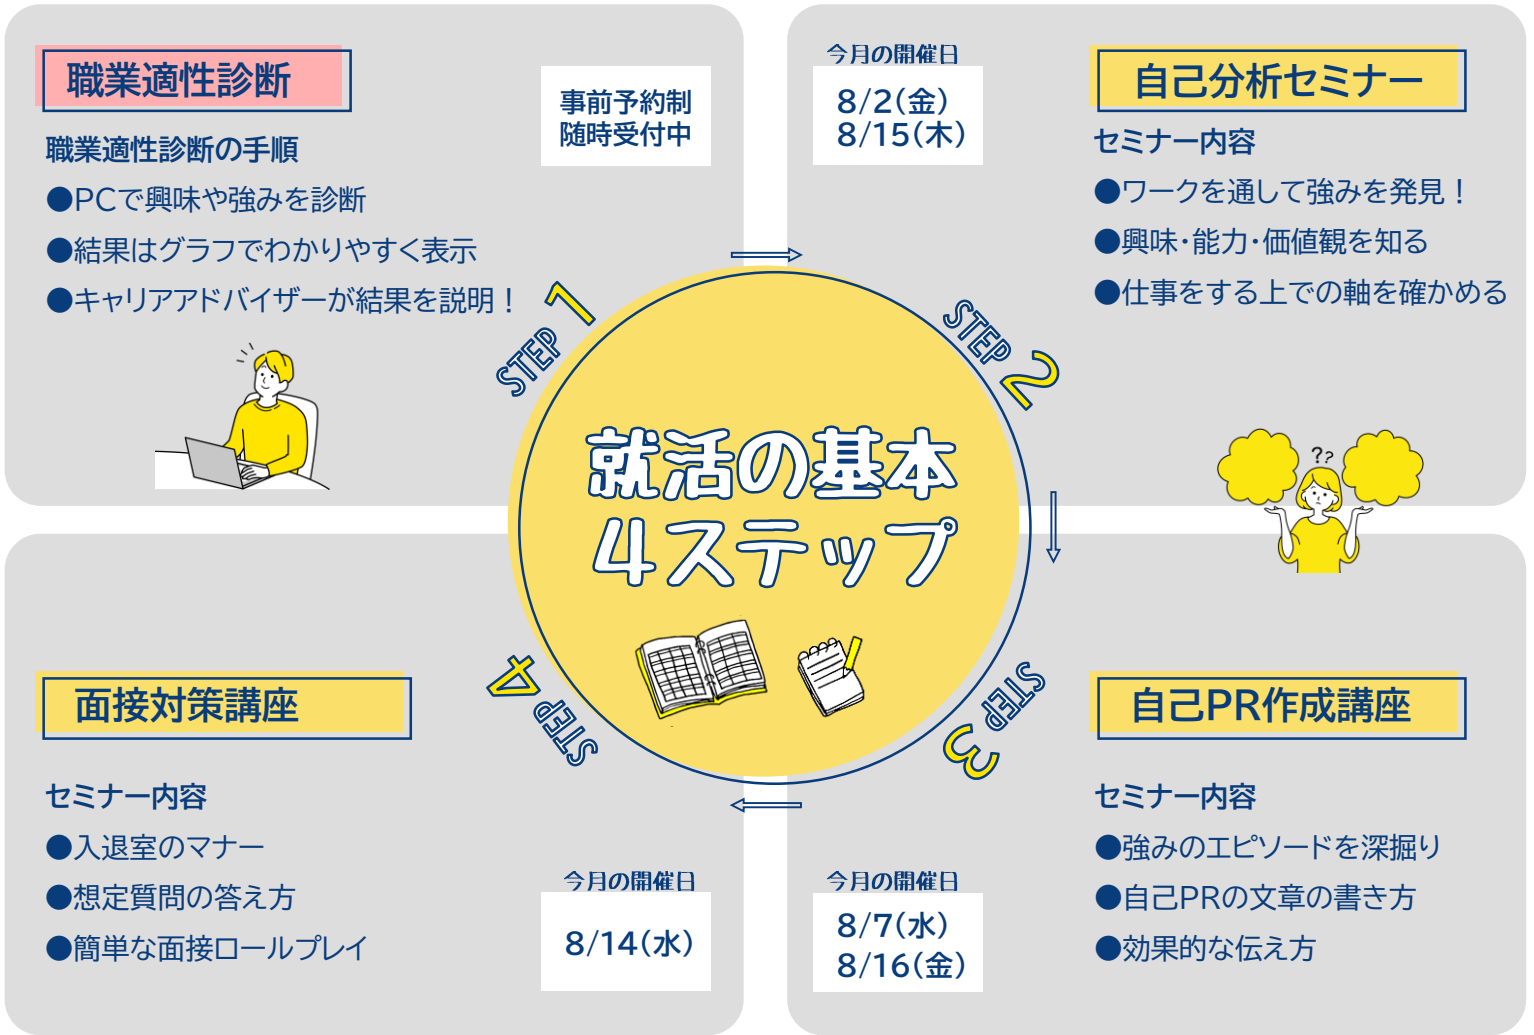 職業適性診断
事前予約制
随時受付中
職業適性診断の手順
●PCで興味や強みを診断
●結果はグラフでわかりやすく表示
●キャリアアドバイザーが結果を説明！
STEP 1
今月の開催日
8/2(金)
8/15(木)
自己分析セミナー
セミナー内容
●ワークを通して強みを発見！
●興味・能力・価値観を知る
●仕事をする上での軸を確かめる
STEP 2
??
就活の基本
4ステップ
STEP 3
自己PR作成講座
セミナー内容
●強みのエピソードを深掘り
●自己PRの文章の書き方
●効果的な伝え方
今月の開催日
8/7(水)
8/16(金)
STEP 4
面接対策講座
セミナー内容
●入退室のマナー
●想定質問の答え方
●簡単な面接ロールプレイ
今月の開催日
8/14(水)